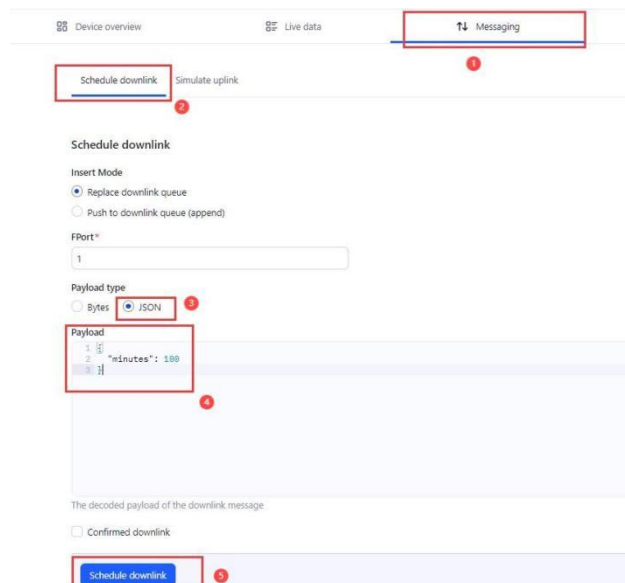 Device overview
Live data
Messaging
1
Schedule downlink
Simulate uplink
2
Schedule downlink
Insert Mode
Replace downlink queue
Push to downlink queue (append)
FPort*
1
Payload type
Bytes
JSON
3
Payload
1 {
2 "minutes": 100
3 }
4
The decoded payload of the downlink message
Confirmed downlink
Schedule downlink
5